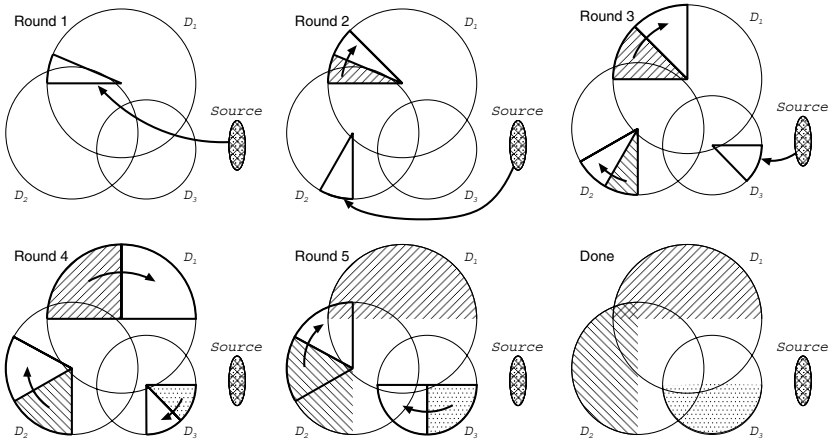 Round 1
D1
Source
D2
D3
Round 2
D1
Source
D2
D3
Round 3
D1
Source
D2
D3
Round 4
D1
Source
D2
D3
Round 5
D1
Source
D2
D3
Done
D1
Source
D2
D3